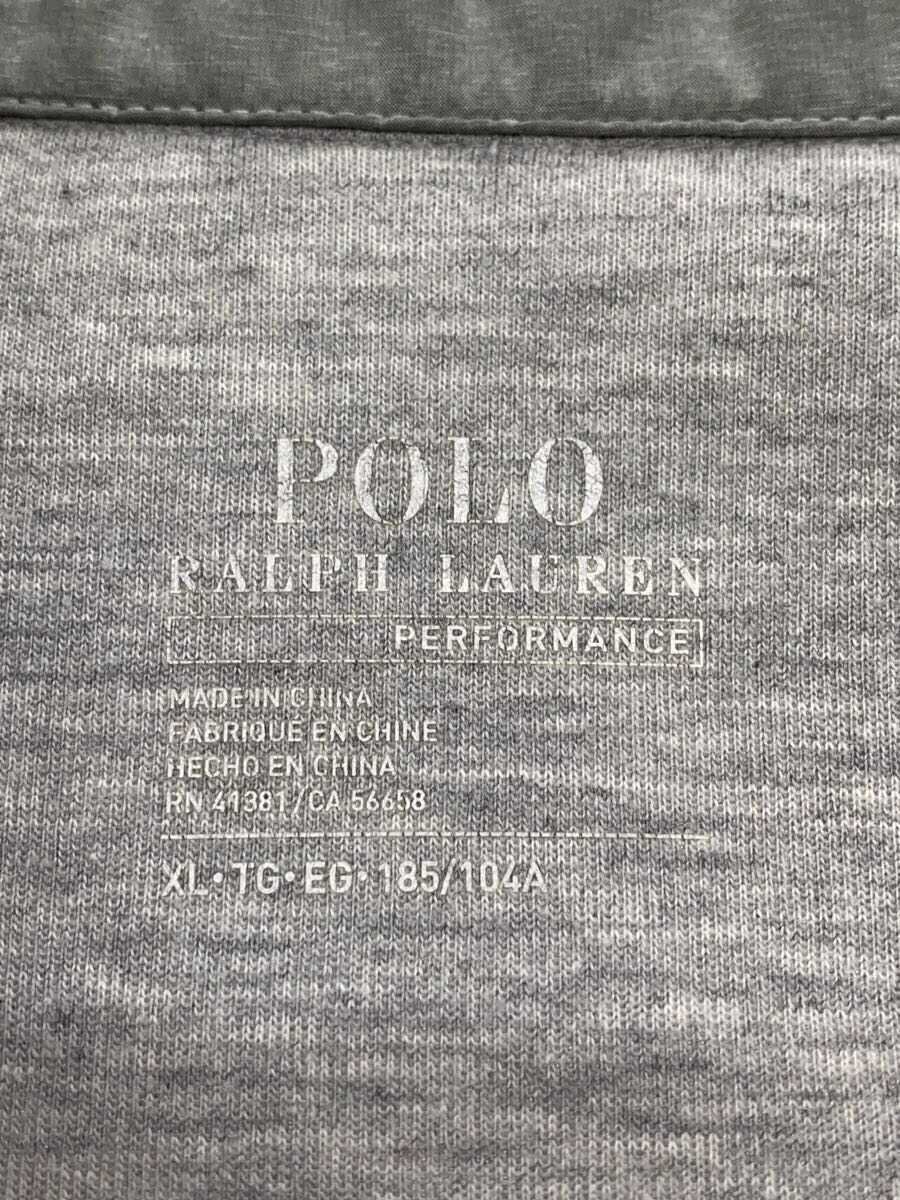 POLO
RALPH LAUREN
PERFORMANCE
MADE IN CHINA
FABRIQUÉ EN CHINE
HECHO EN CHINA
RN 41381/CA 56658
XL•TG•EG•185/104A